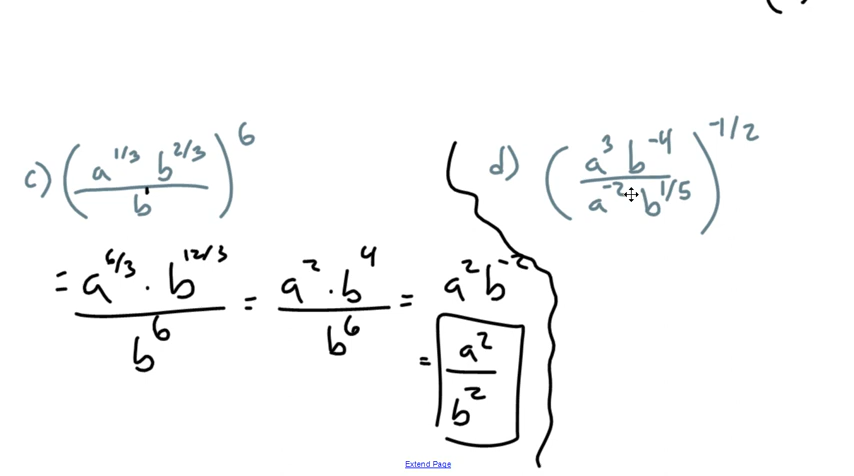 c) (a^{1/3} b^{2/3} / b)^6
= a^{6/3} · b^{12/3} / b^6 = a^2 · b^4 / b^6 = a^2 b^{-2}
= a^2 / b^2
d) (a^3 b^{-4} / a^{-2} b^{1/5})^{-1/2}
Extend Page